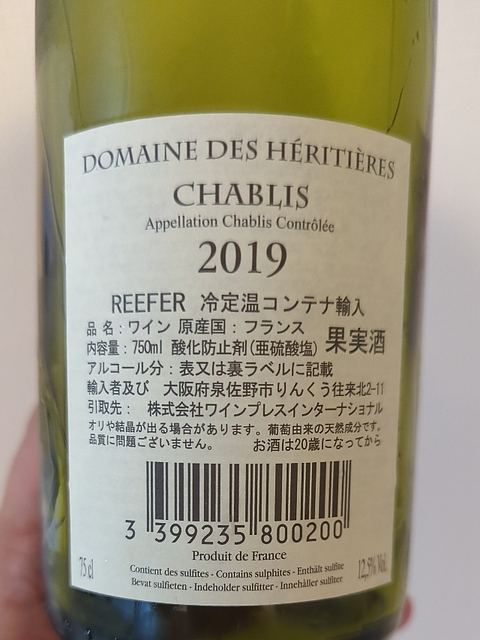 DOMAINE DES HÉRITIÈRES
CHABLIS
Appellation Chablis Contrôlée
2019
REEFER 冷定温コンテナ輸入
品 名：ワイン 原産国：フランス
内容量：750ml 酸化防止剤(亜硫酸塩) 果実酒
アルコール分：表又は裏ラベルに記載
輸入者及び 大阪府泉佐野市りんくう往来北2-11
引取先： 株式会社ワインプレスインターナショナル
オリや結晶が出る場合があります。葡萄由来の天然成分です。
品質に問題ございません。 お酒は20歳になってから
3 399235 800200
Produit de France
75 cl Contient des sulfites - Contains sulphites - Enthält sulfite 12,5% Vol.
Bevat sulfieten - Indeholder sulfitter - Innehåller sulfiter